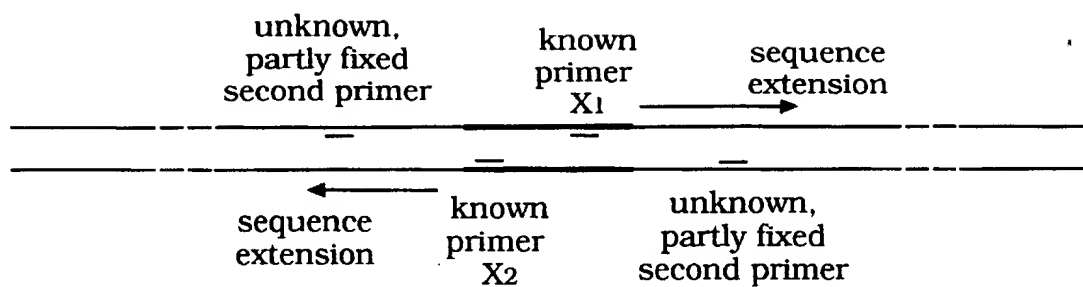 unknown,
partly fixed
second primer
known
primer
X1
sequence
extension
sequence
extension
known
primer
X2
unknown,
partly fixed
second primer